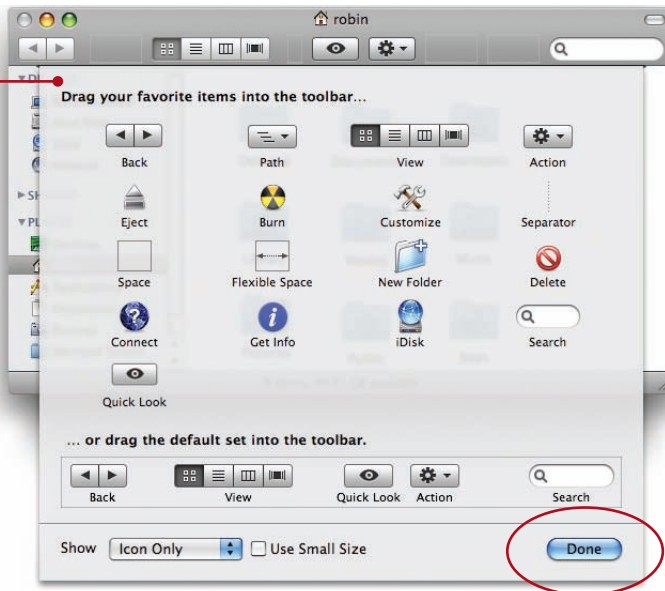 robin
Drag your favorite items into the toolbar...
Back Path View Action
Eject Burn Customize Separator
Space Flexible Space New Folder Delete
Connect Get Info iDisk Search
Quick Look
... or drag the default set into the toolbar.
Back View Quick Look Action Search
Show Icon Only Use Small Size Done